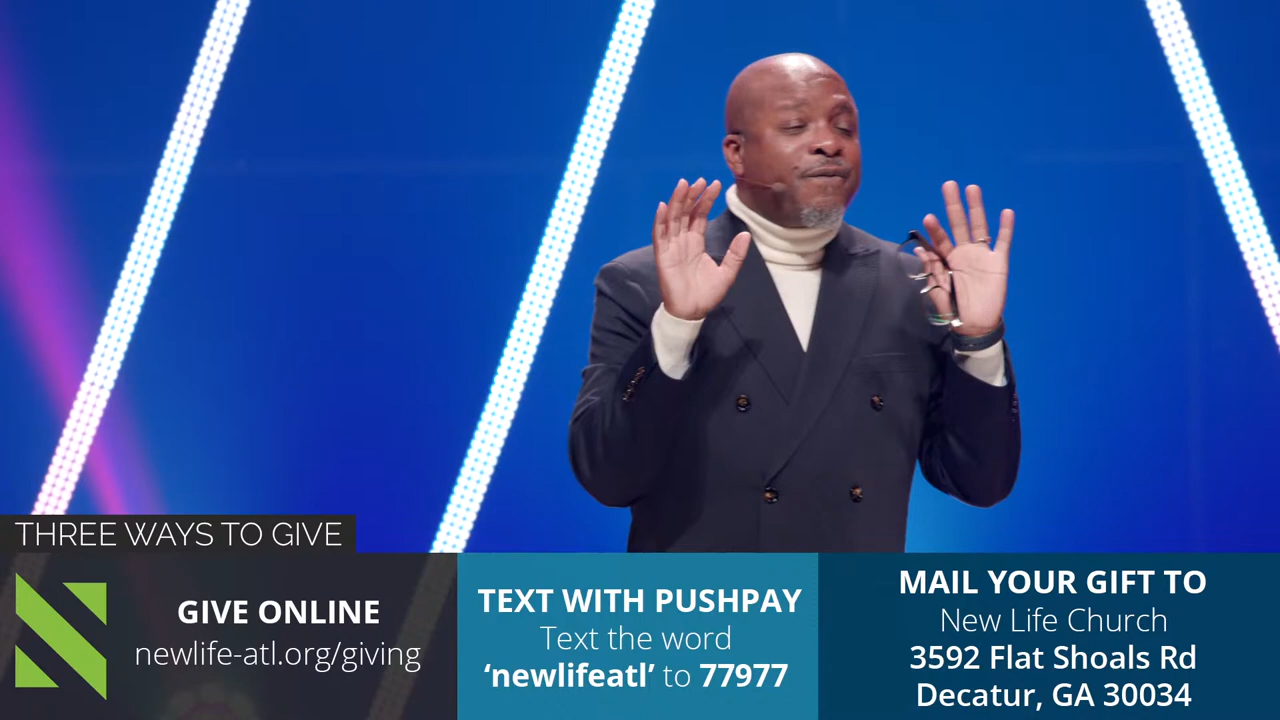 THREE WAYS TO GIVE
GIVE ONLINE
newlife-atl.org/giving
TEXT WITH PUSHPAY
Text the word
‘newlifeatl’ to 77977
MAIL YOUR GIFT TO
New Life Church
3592 Flat Shoals Rd
Decatur, GA 30034